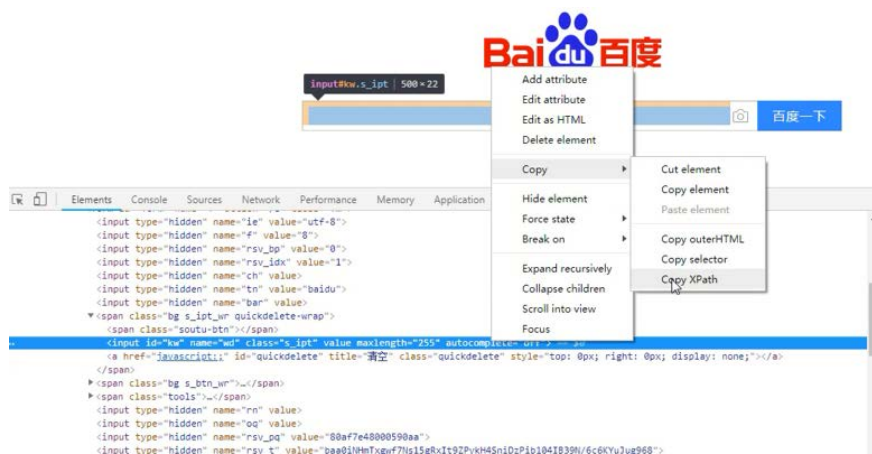 Baidu百度
input#kw.s_ipt | 500×22
百度一下
Add attribute
Edit attribute
Edit as HTML
Delete element
Copy
Hide element
Force state
Break on
Expand recursively
Collapse children
Scroll into view
Focus
Cut element
Copy element
Paste element
Copy outerHTML
Copy selector
Copy XPath
Elements Console Sources Network Performance Memory Application
<input type="hidden" name="ie" value="utf-8">
<input type="hidden" name="f" value="8">
<input type="hidden" name="rsv_bp" value="0">
<input type="hidden" name="rsv_idx" value="1">
<input type="hidden" name="ch" value>
<input type="hidden" name="tn" value="baidu">
<input type="hidden" name="bar" value>
▼<span class="bg s_ipt_wr quickdelete-wrap">
<span class="soutu-btn"></span>
<input id="kw" name="wd" class="s_ipt" value maxlength="255" autocomplete="off"> == $0
<a href="javascript:;" id="quickdelete" title="清空" class="quickdelete" style="top: 0px; right: 0px; display: none;"></a>
</span>
▶<span class="bg s_btn_wr">…</span>
▶<span class="tools">…</span>
<input type="hidden" name="rn" value>
<input type="hidden" name="oq" value>
<input type="hidden" name="rsv_pq" value="80af7e48000590aa">
<input type="hidden" name="rsv_t"